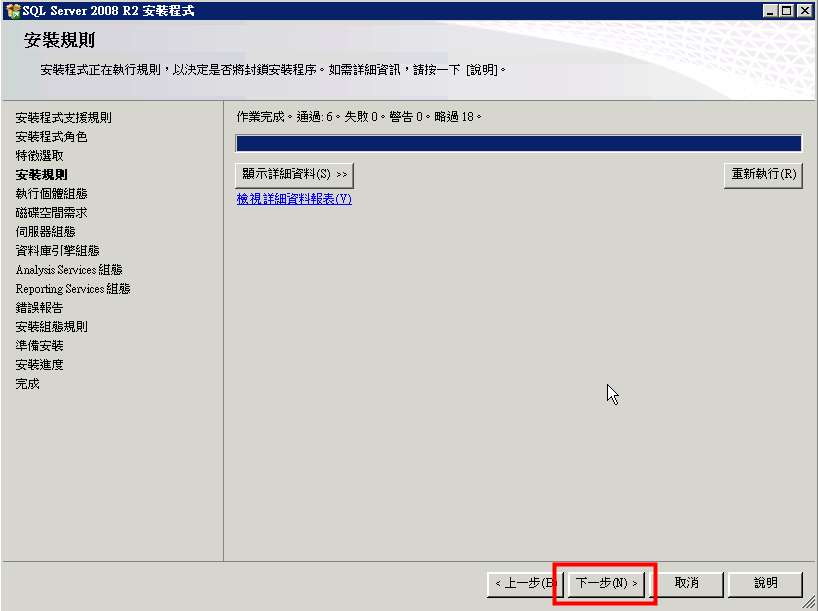 SQL Server 2008 R2 安裝程式
安裝規則
安裝程式正在執行規則，以決定是否將封鎖安裝程序。如需詳細資訊，請按一下 [說明]。
安裝程式支援規則
安裝程式角色
特徵選取
安裝規則
執行個體組態
磁碟空間需求
伺服器組態
資料庫引擎組態
Analysis Services 組態
Reporting Services 組態
錯誤報告
安裝組態規則
準備安裝
安裝進度
完成
作業完成。通過: 6。失敗 0。警告 0。略過 18。
顯示詳細資料(S) >>
重新執行(R)
檢視詳細資料報表(V)
< 上一步(B)
下一步(N) >
取消
說明